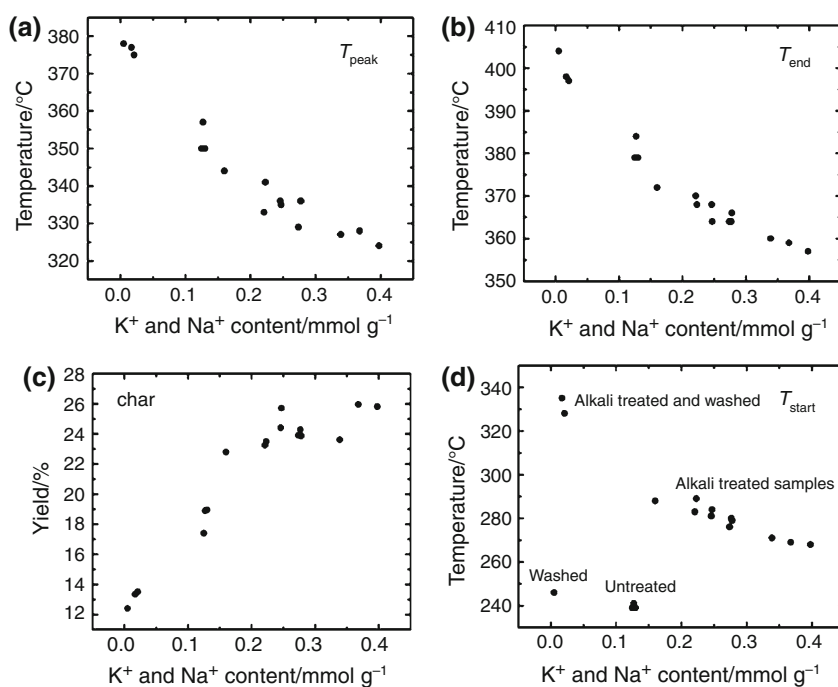 (a)
T_peak
380
370
360
350
340
330
320
Temperature/°C
0.0 0.1 0.2 0.3 0.4
K⁺ and Na⁺ content/mmol g⁻¹
(b)
T_end
400
390
380
370
360
350
Temperature/°C
0.0 0.1 0.2 0.3 0.4
K⁺ and Na⁺ content/mmol g⁻¹
(c)
char
28
26
24
22
20
18
16
14
12
Yield/%
0.0 0.1 0.2 0.3 0.4
K⁺ and Na⁺ content/mmol g⁻¹
(d)
T_start
Alkali treated and washed
Alkali treated samples
Washed
Untreated
340
320
300
280
260
240
Temperature/°C
0.0 0.1 0.2 0.3 0.4
K⁺ and Na⁺ content/mmol g⁻¹